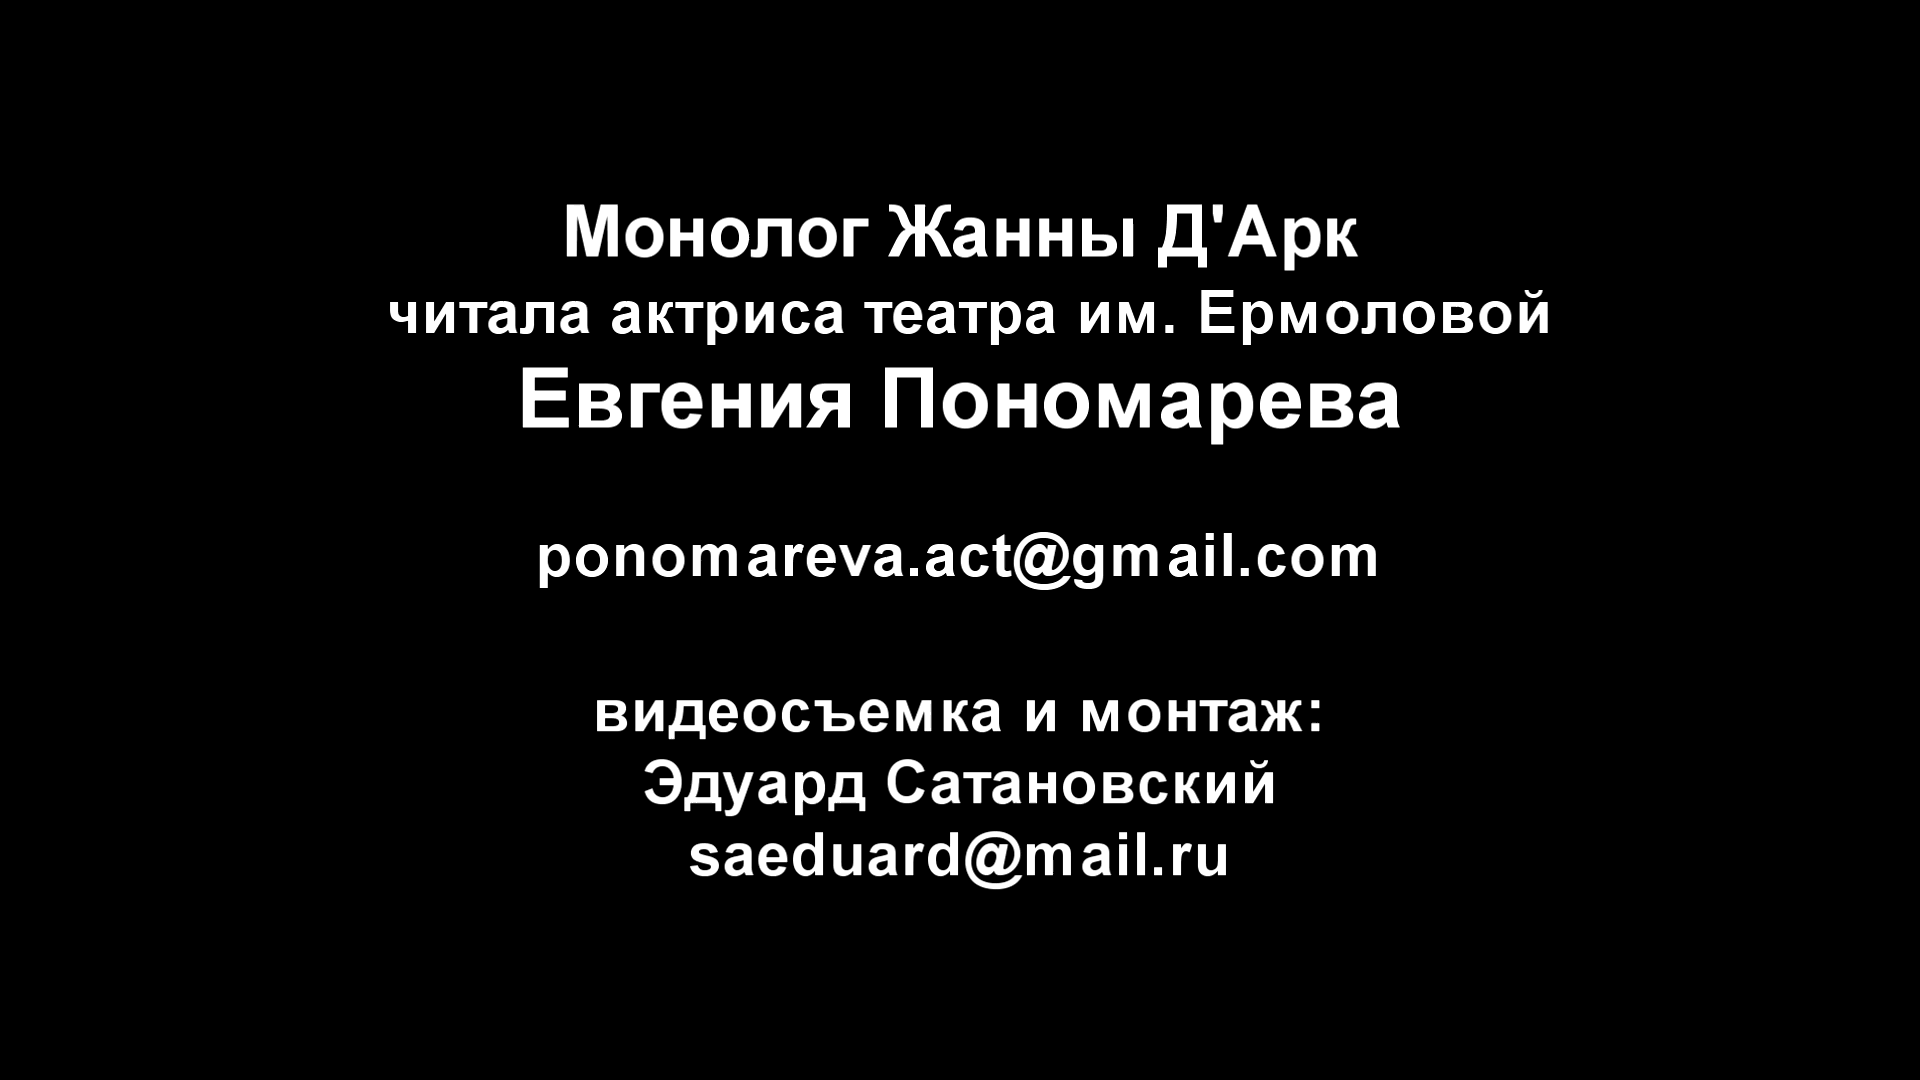 Монолог Жанны Д'Арк
читала актриса театра им. Ермоловой
Евгения Пономарева
ponomareva.act@gmail.com
видеосъемка и монтаж:
Эдуард Сатановский
saeduard@mail.ru